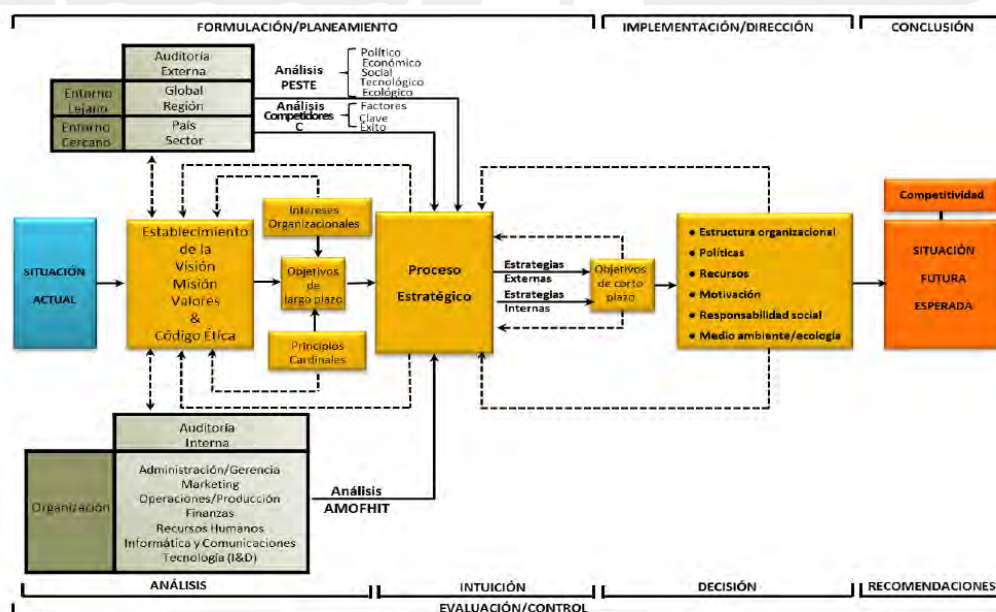 FORMULACIÓN/PLANEAMIENTO
IMPLEMENTACIÓN/DIRECCIÓN
CONCLUSIÓN
Auditoría
Externa
Entorno
Lejano
Global
Región
Entorno
Cercano
País
Sector
Análisis
PESTE
Político
Económico
Social
Tecnológico
Ecológico
Análisis
Competidores
C
Factores
Clave
Éxito
SITUACIÓN
ACTUAL
Establecimiento
de la
Visión
Misión
Valores
&
Código Ética
Intereses
Organizacionales
Objetivos
de
largo plazo
Principios
Cardinales
Proceso
Estratégico
Estrategias
Externas
Estrategias
Internas
Objetivos
de corto
plazo
● Estructura organizacional
● Políticas
● Recursos
● Motivación
● Responsabilidad social
● Medio ambiente/ecología
Competitividad
SITUACIÓN
FUTURA
ESPERADA
Auditoría
Interna
Organización
Administración/Gerencia
Marketing
Operaciones/Producción
Finanzas
Recursos Humanos
Informática y Comunicaciones
Tecnología (I&D)
Análisis
AMOFHIT
ANÁLISIS
INTUICIÓN
DECISIÓN
RECOMENDACIONES
EVALUACIÓN/CONTROL